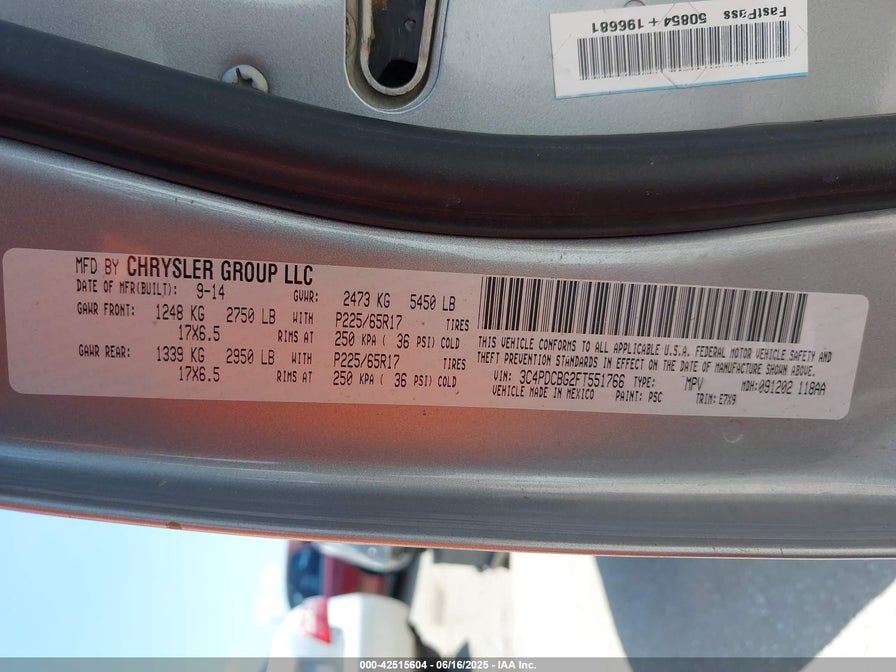 FastPass 50854 + 196681
MFD BY CHRYSLER GROUP LLC
DATE OF MFR(BUILT): 9-14 GVWR: 2473 KG 5450 LB
GAWR FRONT: 1248 KG 2750 LB WITH P225/65R17 TIRES
17X6.5 RIMS AT 250 KPA ( 36 PSI) COLD
GAWR REAR: 1339 KG 2950 LB WITH P225/65R17 TIRES
17X6.5 RIMS AT 250 KPA ( 36 PSI) COLD
THIS VEHICLE CONFORMS TO ALL APPLICABLE U.S.A. FEDERAL MOTOR VEHICLE SAFETY AND
THEFT PREVENTION STANDARDS IN EFFECT ON THE DATE OF MANUFACTURE SHOWN ABOVE.
VIN: 3C4PDCBG2FT551766 TYPE: MPV MDH:091202 118AA
VEHICLE MADE IN MEXICO PAINT: PSC TRIM: E7X9
000-42515604 - 06/16/2025 - IAA Inc.